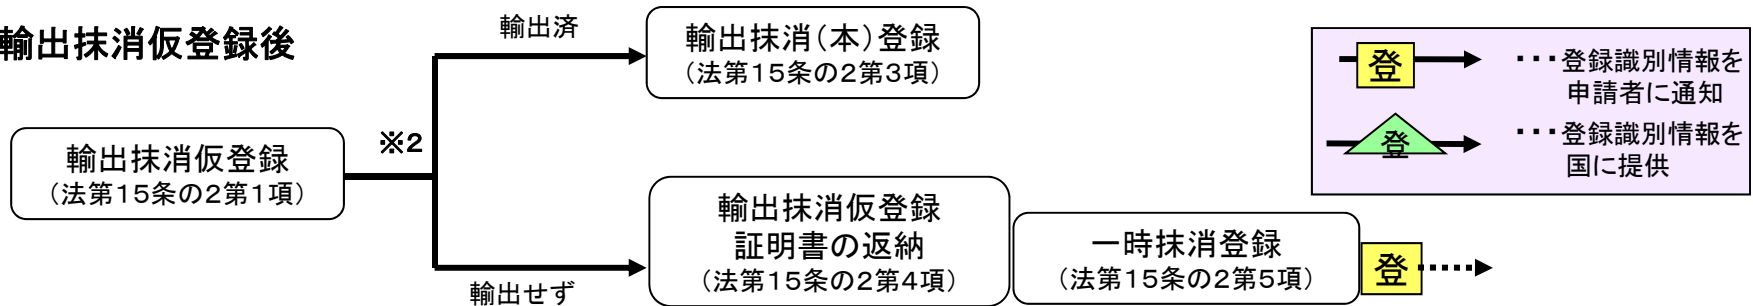 輸出抹消仮登録後
輸出抹消仮登録
（法第１５条の２第１項）
※２
輸出済
輸出抹消（本）登録
（法第１５条の２第３項）
輸出せず
輸出抹消仮登録
証明書の返納
（法第１５条の２第４項）
一時抹消登録
（法第１５条の２第５項）
登
登
・・・登録識別情報を
申請者に通知
登
・・・登録識別情報を
国に提供